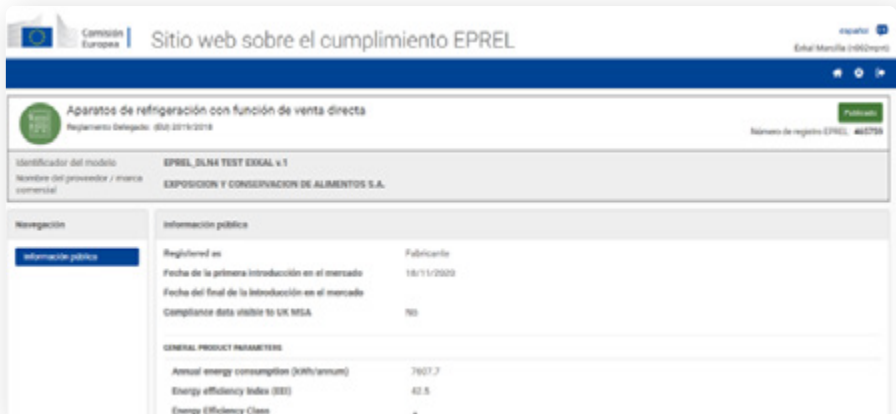 Comisión
Europea
Sitio web sobre el cumplimiento EPREL
español
Exkal Marcilla
Aparatos de refrigeración con función de venta directa
Reglamento Delegado: (EU) 2019/2018
Publicado
Número de registro EPREL: 465759
Identificador del modelo
EPREL_DLN4 TEST EXKAL v.1
Nombre del proveedor / marca
comercial
EXPOSICION Y CONSERVACION DE ALIMENTOS S.A.
Navegación
Información pública
Información pública
Registered as
Fabricante
Fecha de la primera introducción en el mercado
18/11/2020
Fecha del final de la introducción en el mercado
Compliance data visible to UK MSA
No
GENERAL PRODUCT PARAMETERS
Annual energy consumption (kWh/annum)
7607.7
Energy efficiency Index (EEI)
42.5
Energy Efficiency Class